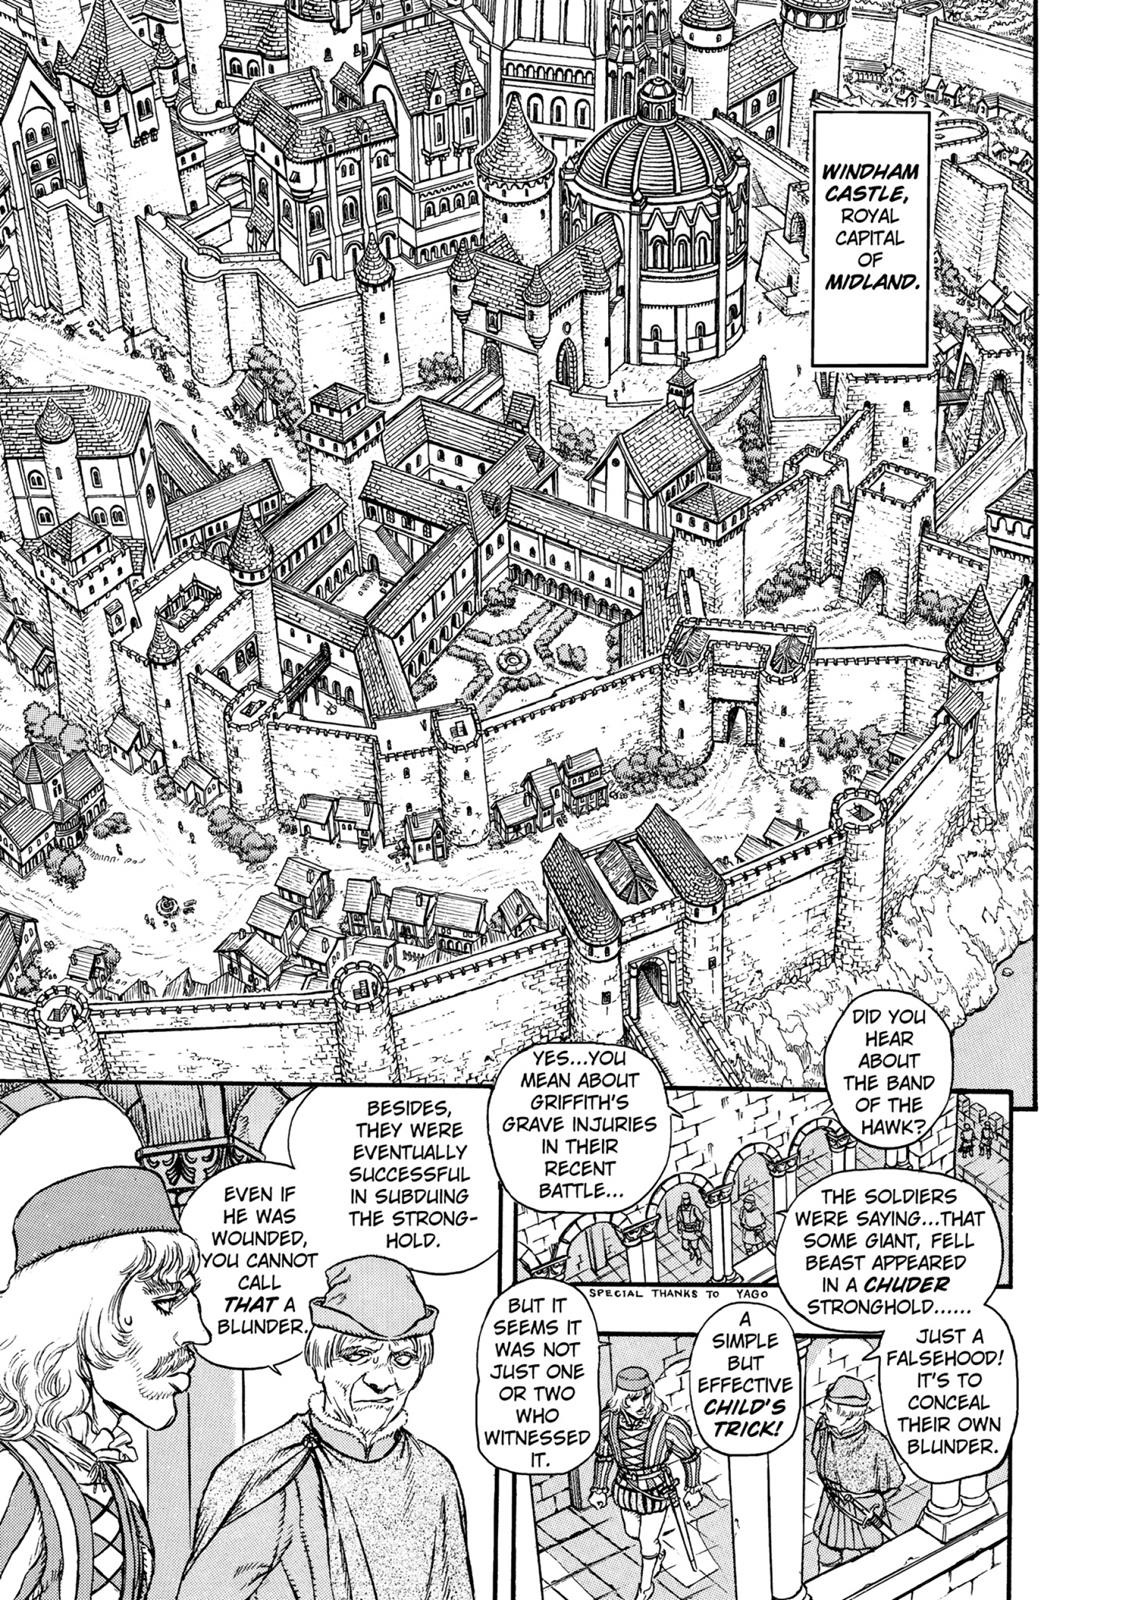 WINDHAM
CASTLE,
ROYAL
CAPITAL
OF
MIDLAND.
DID YOU
HEAR
ABOUT
THE BAND
OF THE
HAWK?
YES...YOU
MEAN ABOUT
GRIFFITH'S
GRAVE INJURIES
IN THEIR
RECENT
BATTLE...
THE SOLDIERS
WERE SAYING...THAT
SOME GIANT, FELL
BEAST APPEARED
IN A CHUDER
STRONGHOLD......
SPECIAL THANKS TO YAGO
JUST A
FALSEHOOD!
IT'S TO
CONCEAL
THEIR OWN
BLUNDER.
A
SIMPLE
BUT
EFFECTIVE
CHILD'S
TRICK!
BUT IT
SEEMS IT
WAS NOT
JUST ONE
OR TWO
WHO
WITNESSED
IT.
BESIDES,
THEY WERE
EVENTUALLY
SUCCESSFUL
IN SUBDUING
THE STRONG-
HOLD.
EVEN IF
HE WAS
WOUNDED,
YOU CANNOT
CALL
THAT A
BLUNDER.